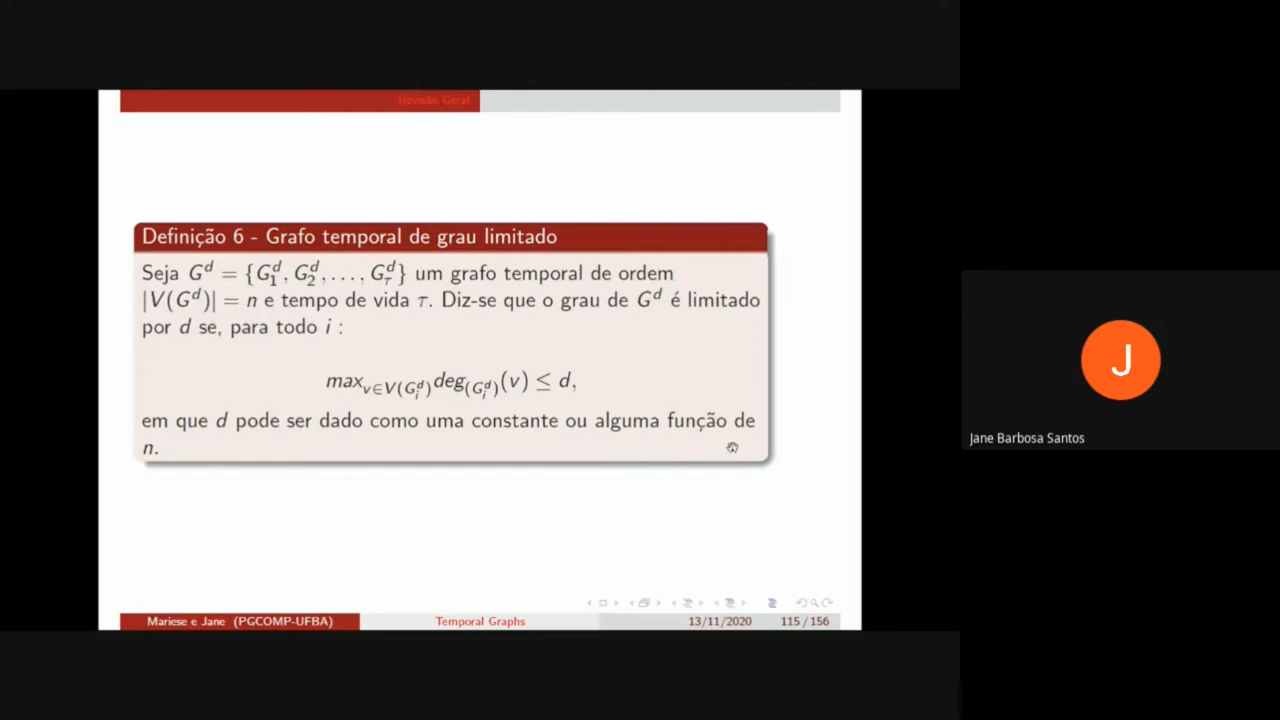 Revisão Geral
Definição 6 - Grafo temporal de grau limitado
Seja G^d = {G_1^d, G_2^d, . . . , G_τ^d} um grafo temporal de ordem
|V(G^d)| = n e tempo de vida τ. Diz-se que o grau de G^d é limitado
por d se, para todo i :
max_{v∈V(G_i^d)} deg_{(G_i^d)}(v) ≤ d,
em que d pode ser dado como uma constante ou alguma função de
n.
Mariese e Jane (PGCOMP-UFBA) Temporal Graphs 13/11/2020 115 / 156
J
Jane Barbosa Santos